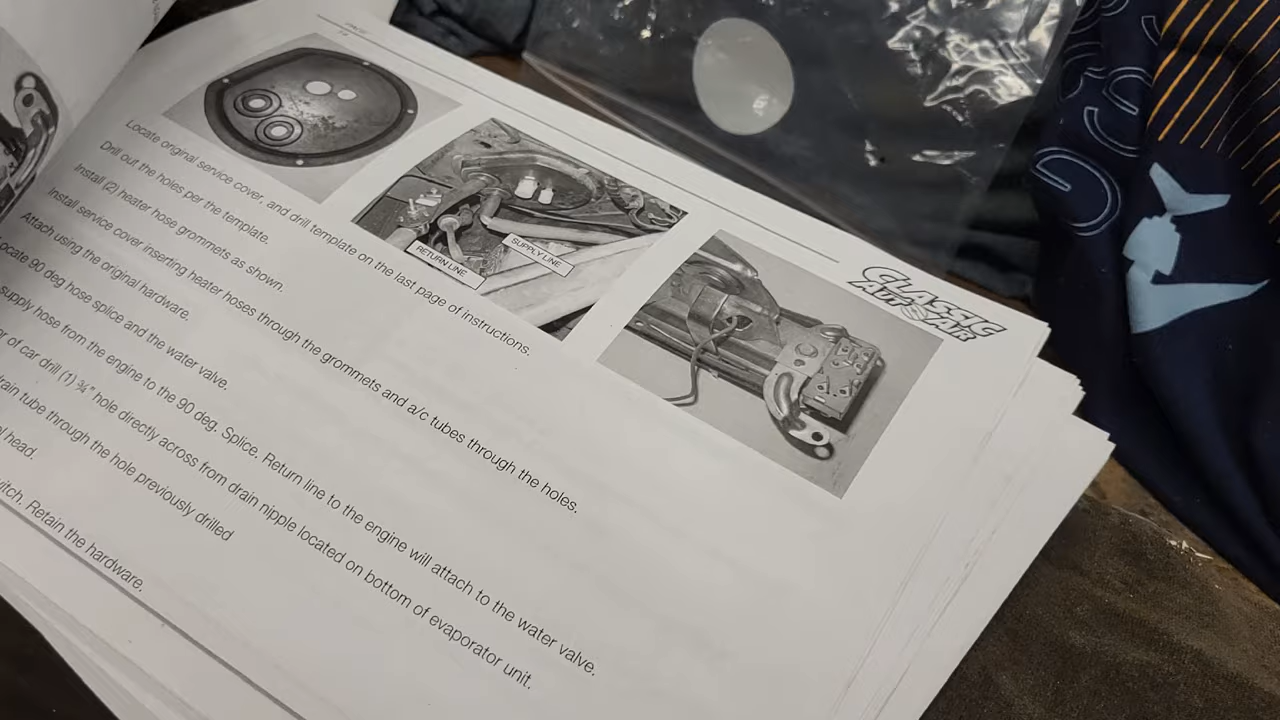 Locate original service cover, and drill template on the last page of instructions.
Drill out the holes per the template.
Install (2) heater hose grommets as shown.
Install service cover inserting heater hoses through the grommets and a/c tubes through the holes.
Attach using the original hardware.
ocate 90 deg hose splice and the water valve.
supply hose from the engine to the 90 deg. Splice. Return line to the engine will attach to the water valve.
or of car drill (1) ¾" hole directly across from drain nipple located on bottom of evaporator unit.
rain tube through the hole previously drilled
l head.
itch. Retain the hardware.
RETURN LINE
SUPPLY LINE
CLASSIC
AUTO AIR